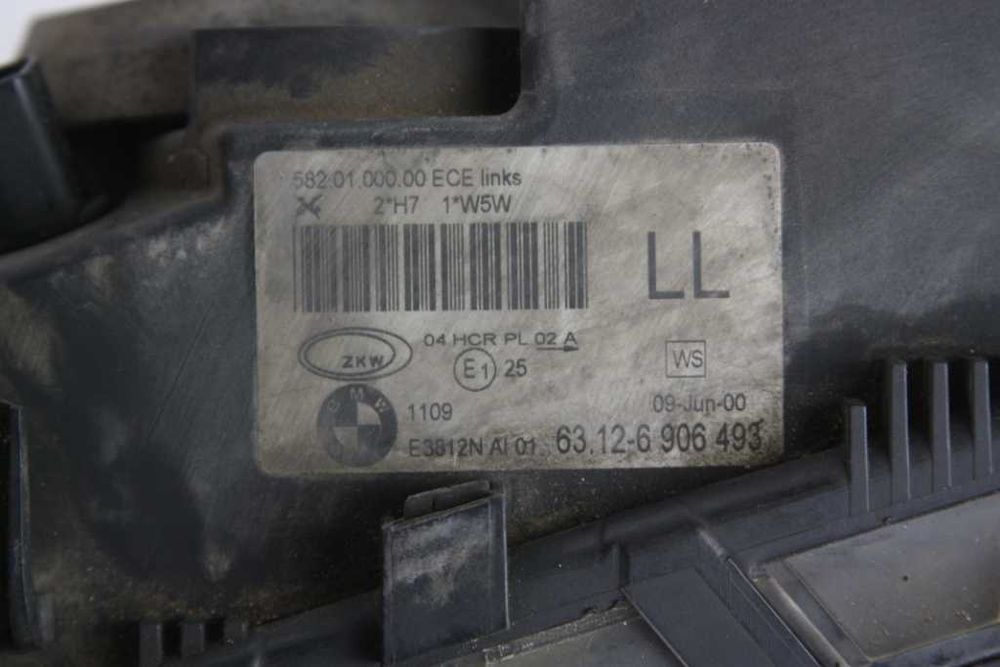 582.01.000.00 ECE links
2*H7 1*W5W
LL
04 HCR PL 02 A
ZKW
E1 25
WS
BMW
1109
09-Jun-00
E3812N AI 01 63.12-6 906 493